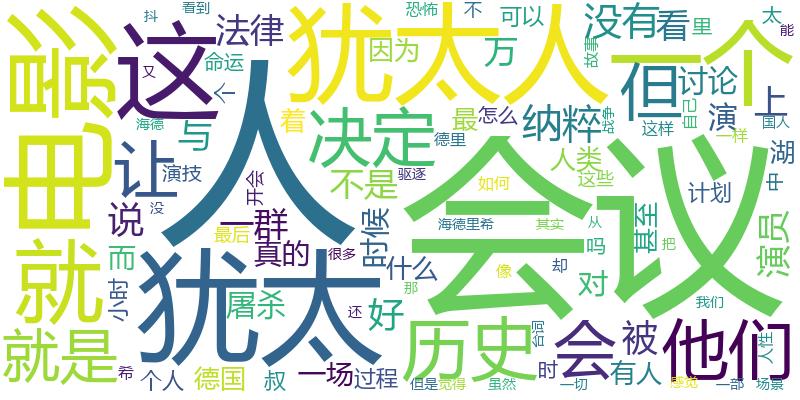 抖
看到
恐怖
不
可以
没有
看
里
一个
太
能
电影
这
法律
犹太人
因为
万
故事
命运
又
个
人
但
讨论
上
自己
国人
海德
与
着
决定
最
怎么
纳粹
战争
演
这样
一样
让
演技
德里
人类
中
湖
没
开会
不是
驱逐
如何
会议
这些
计划
说
一群
时候
海德里希
其实
从
甚至
演员
就
而
最后
真的
很多
什么
像
却
吗
把
犹太
小时
屠杀
那
对
我们
还
好
历史
会
被
他们
台词
人性
就是
希
个人
德国
叔
一场
过程
但是
觉得
虽然
时
一切
有人
感觉
一部
场景